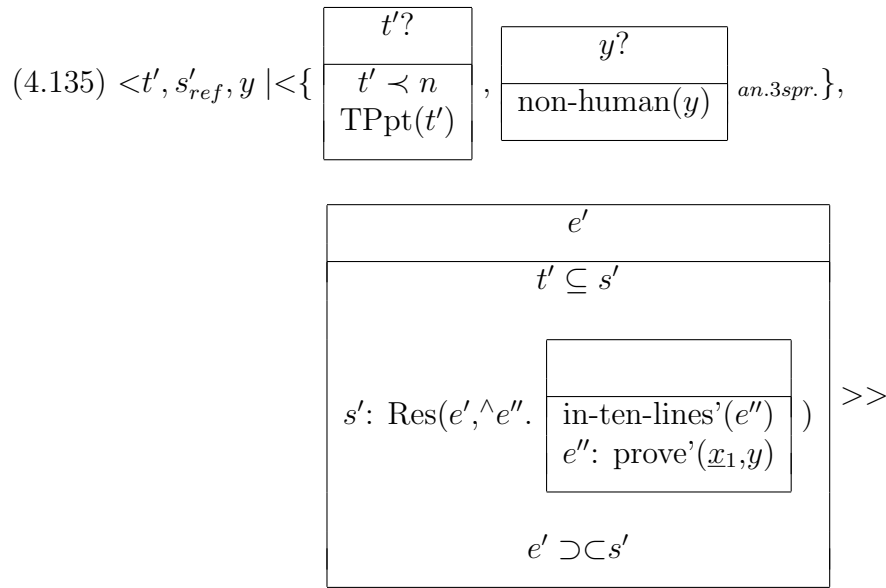 t′?
(4.135) <t′, s′ref, y |<{ t′ ≺ n , y? an.3spr.},
TPpt(t′) non-human(y)
e′
t′ ⊆ s′
s′: Res(e′,^e′′. in-ten-lines’(e′′) ) >>
e′′: prove’(x₁,y)
e′ ⊃⊂ s′